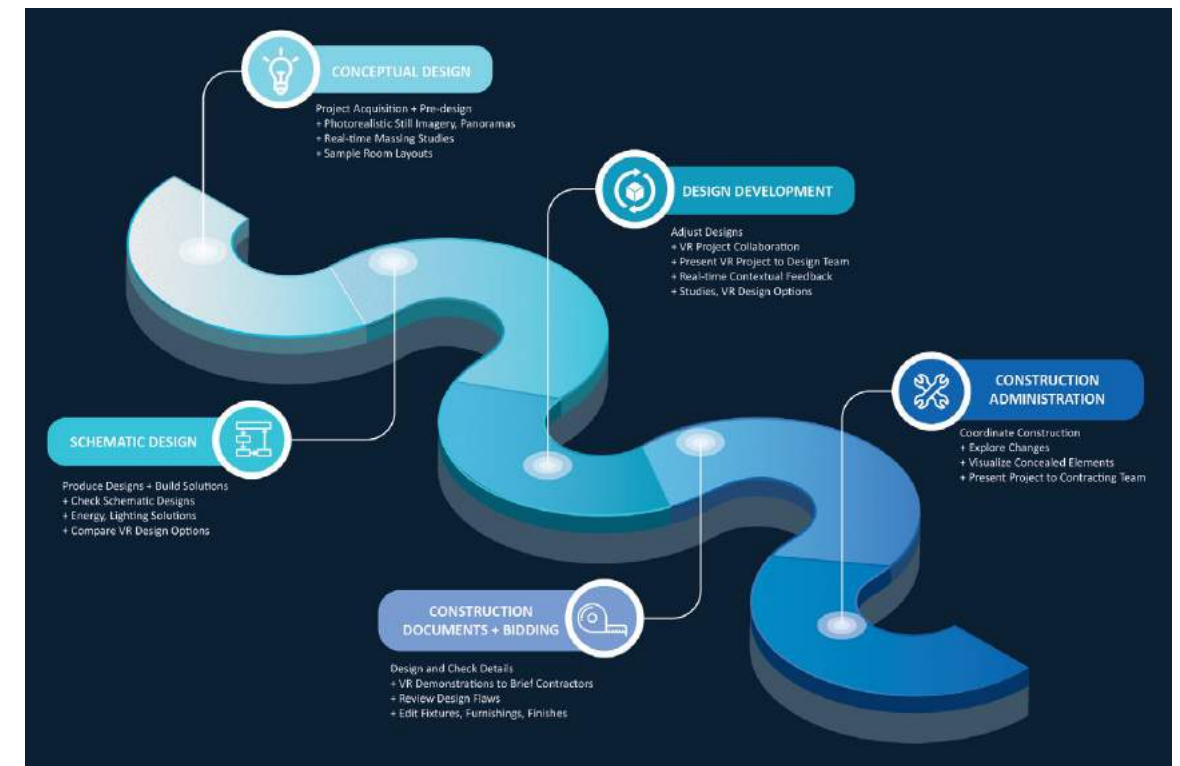 CONCEPTUAL DESIGN
Project Acquisition + Pre-design
+ Photorealistic Still Imagery, Panoramas
+ Real-time Massing Studies
+ Sample Room Layouts
SCHEMATIC DESIGN
Produce Designs + Build Solutions
+ Check Schematic Designs
+ Energy, Lighting Solutions
+ Compare VR Design Options
DESIGN DEVELOPMENT
Adjust Designs
+ VR Project Collaboration
+ Present VR Project to Design Team
+ Real-time Contextual Feedback
+ Studies, VR Design Options
CONSTRUCTION
DOCUMENTS + BIDDING
Design and Check Details
+ VR Demonstrations to Brief Contractors
+ Review Design Flaws
+ Edit Fixtures, Furnishings, Finishes
CONSTRUCTION
ADMINISTRATION
Coordinate Construction
+ Explore Changes
+ Visualize Concealed Elements
+ Present Project to Contracting Team